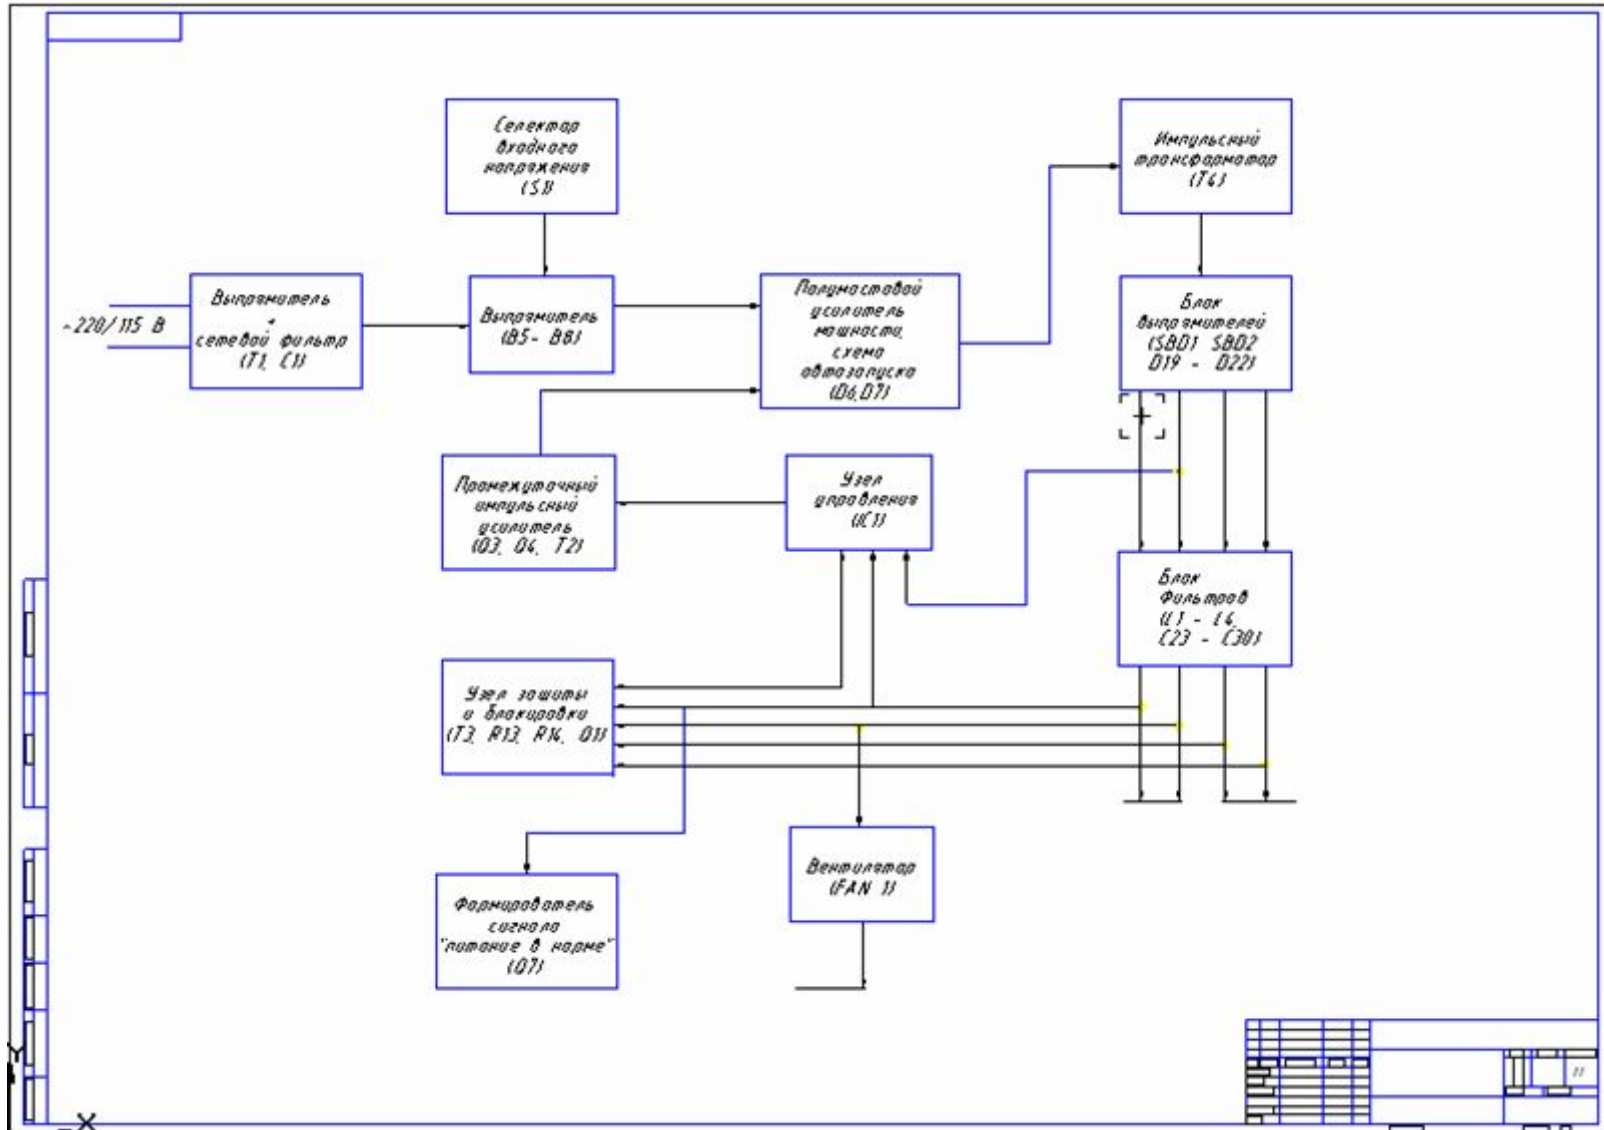 Селектор
входного
напряжения
(S1)
Импульсный
трансформатор
(T4)
~220/115 В
Выпрямитель
+
сетевой фильтр
(T1, C1)
Выпрямитель
(B5- B8)
Полумостовой
усилитель
мощности,
схема
автозапуска
(D6,D7)
Блок
выпрямителей
(SBD1 SBD2
D19 - D22)
Промежуточный
импульсный
усилитель
(Q3, Q4, T2)
Узел
управления
(IC1)
Блок
Фильтров
(L1 - L4,
C23 - C30)
Узел защиты
и блокировки
(T3, R13, R14, Q1)
Вентилятор
(FAN 1)
Формирователь
сигнала
"питание в норме"
(Q7)
Y
X